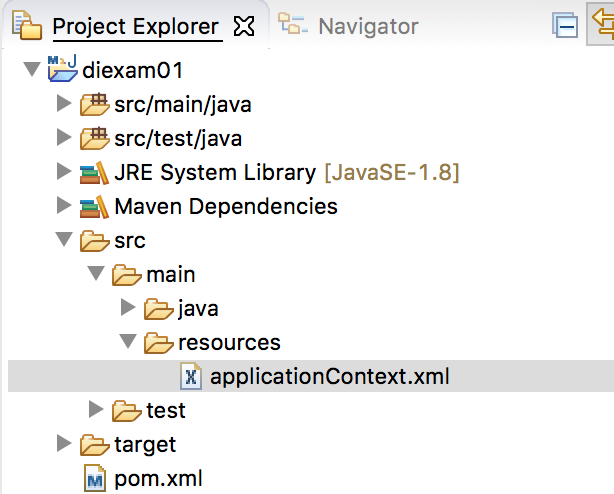 Project Explorer Navigator
diexam01
src/main/java
src/test/java
JRE System Library [JavaSE-1.8]
Maven Dependencies
src
main
java
resources
applicationContext.xml
test
target
pom.xml